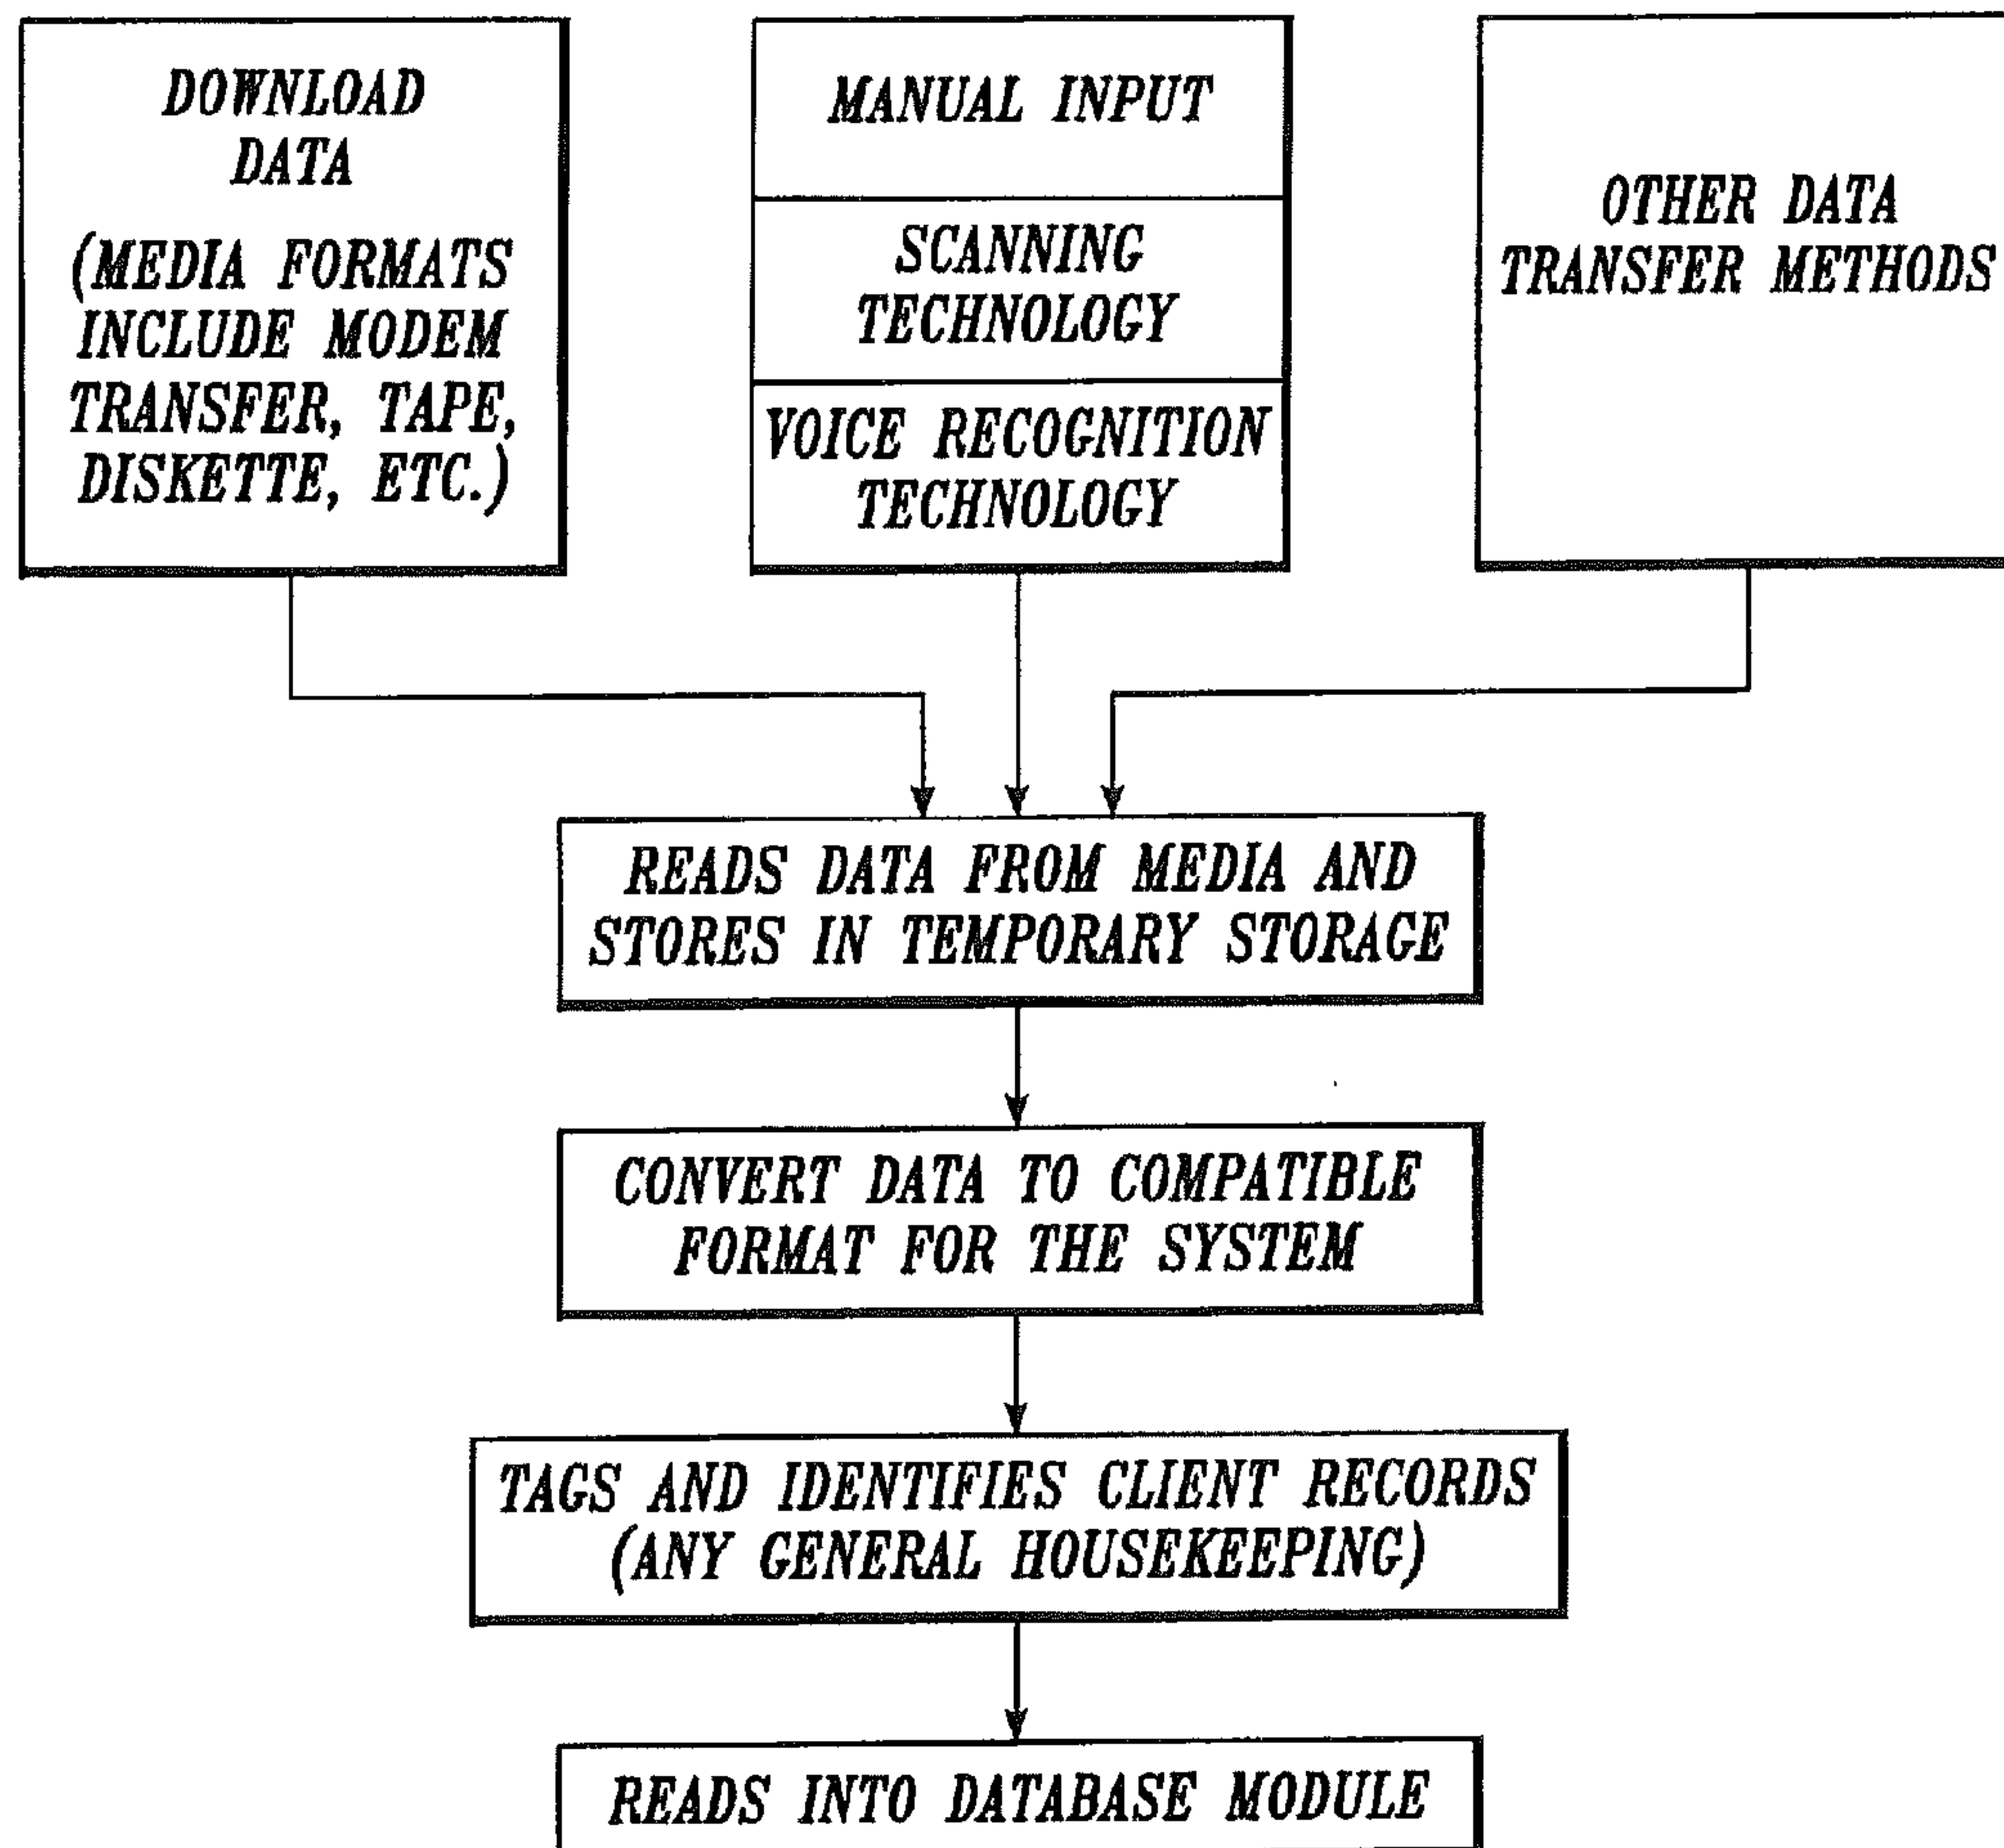 DOWNLOAD
DATA
(MEDIA FORMATS
INCLUDE MODEM
TRANSFER, TAPE,
DISKETTE, ETC.)
MANUAL INPUT
SCANNING
TECHNOLOGY
VOICE RECOGNITION
TECHNOLOGY
OTHER DATA
TRANSFER METHODS
READS DATA FROM MEDIA AND
STORES IN TEMPORARY STORAGE
CONVERT DATA TO COMPATIBLE
FORMAT FOR THE SYSTEM
TAGS AND IDENTIFIES CLIENT RECORDS
(ANY GENERAL HOUSEKEEPING)
READS INTO DATABASE MODULE